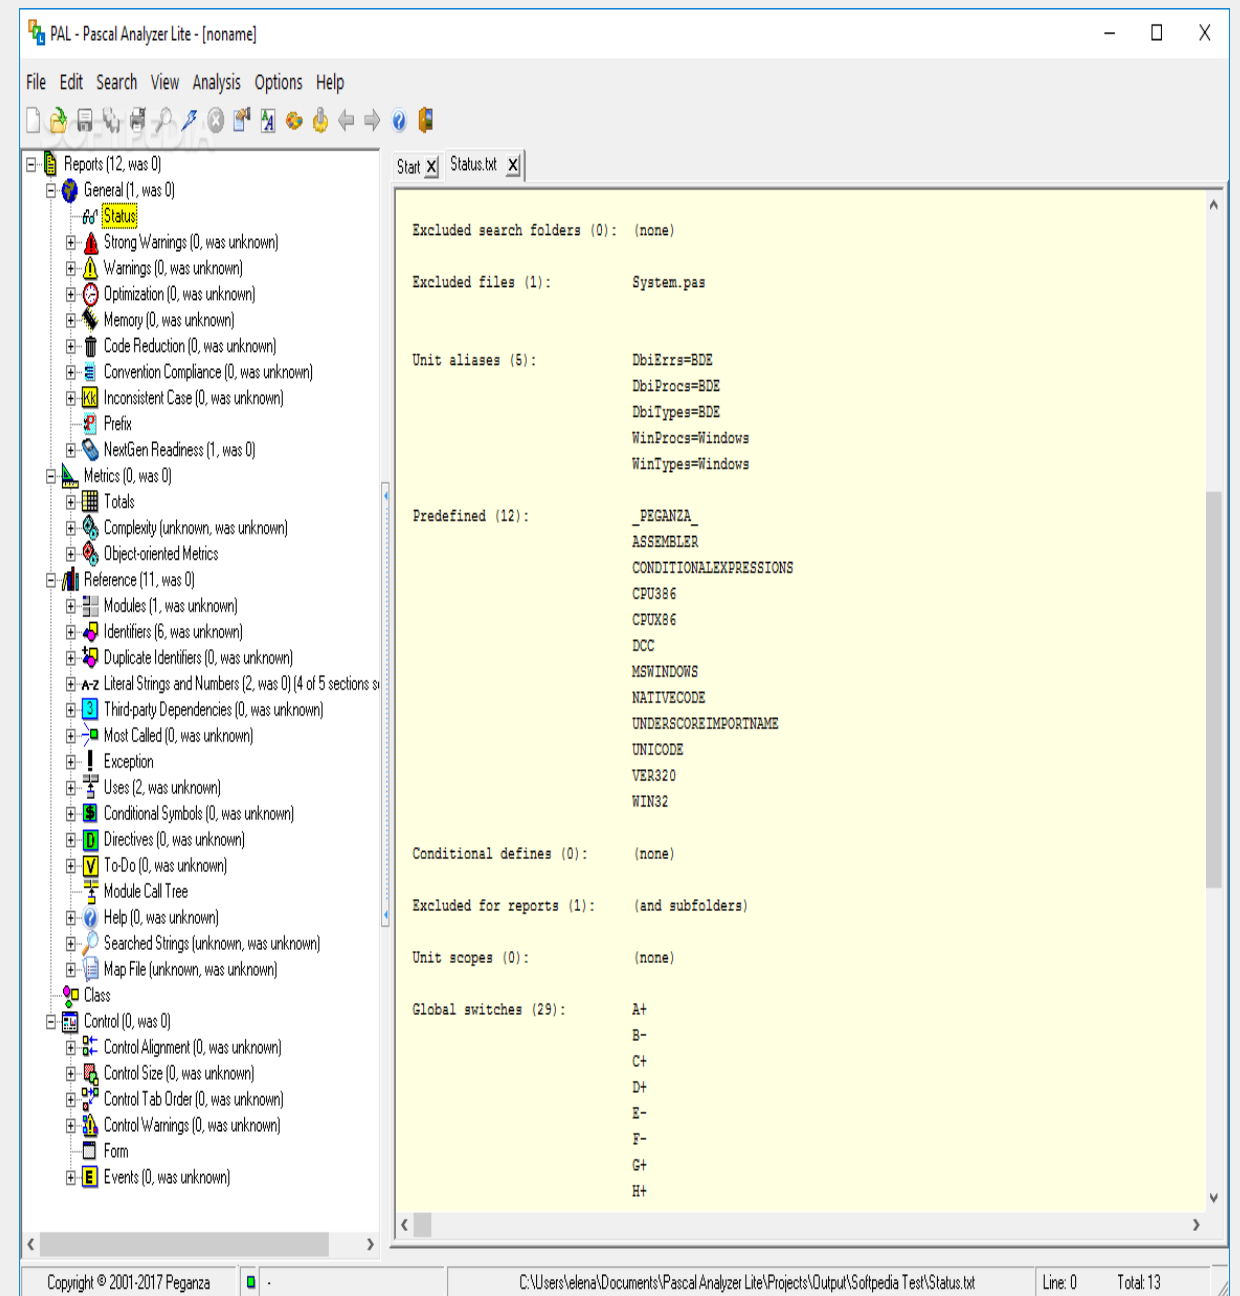 PAL - Pascal Analyzer Lite - [noname]
File Edit Search View Analysis Options Help
SOFTPEDIA
Reports (12, was 0)
General (1, was 0)
Status
Strong Warnings (0, was unknown)
Warnings (0, was unknown)
Optimization (0, was unknown)
Memory (0, was unknown)
Code Reduction (0, was unknown)
Convention Compliance (0, was unknown)
Inconsistent Case (0, was unknown)
Prefix
NextGen Readiness (1, was 0)
Metrics (0, was 0)
Totals
Complexity (unknown, was unknown)
Object-oriented Metrics
Reference (11, was 0)
Modules (1, was unknown)
Identifiers (6, was unknown)
Duplicate Identifiers (0, was unknown)
A-Z Literal Strings and Numbers (2, was 0) (4 of 5 sections s
Third-party Dependencies (0, was unknown)
Most Called (0, was unknown)
Exception
Uses (2, was unknown)
Conditional Symbols (0, was unknown)
Directives (0, was unknown)
To-Do (0, was unknown)
Module Call Tree
Help (0, was unknown)
Searched Strings (unknown, was unknown)
Map File (unknown, was unknown)
Class
Control (0, was 0)
Control Alignment (0, was unknown)
Control Size (0, was unknown)
Control Tab Order (0, was unknown)
Control Warnings (0, was unknown)
Form
Events (0, was unknown)
Start X Status.txt X
Excluded search folders (0): (none)
Excluded files (1): System.pas
Unit aliases (5): DbiErrs=BDE
DbiProcs=BDE
DbiTypes=BDE
WinProcs=Windows
WinTypes=Windows
Predefined (12): _PEGANZA_
ASSEMBLER
CONDITIONALEXPRESSIONS
CPU386
CPUX86
DCC
MSWINDOWS
NATIVECODE
UNDERSCOREIMPORTNAME
UNICODE
VER320
WIN32
Conditional defines (0): (none)
Excluded for reports (1): (and subfolders)
Unit scopes (0): (none)
Global switches (29): A+
B-
C+
D+
E-
F-
G+
H+
Copyright © 2001-2017 Peganza - C:\Users\elena\Documents\Pascal Analyzer Lite\Projects\Output\Softpedia Test\Status.txt Line: 0 Total: 13